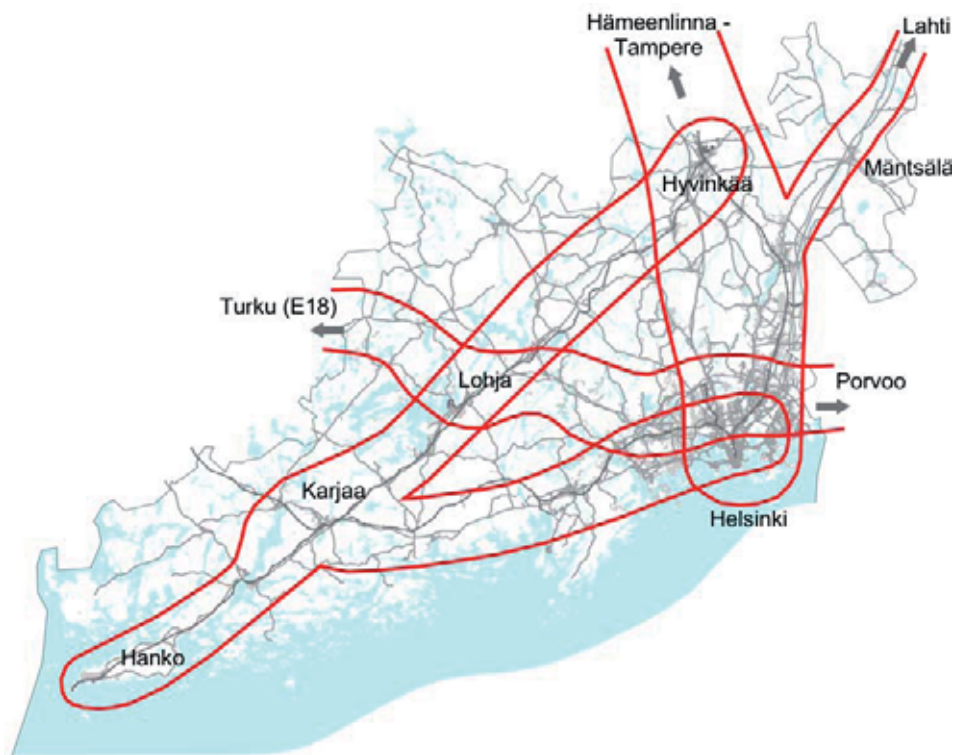 Hämeenlinna -
Tampere
Lahti
Mäntsälä
Hyvinkää
Turku (E18)
Lohja
Porvoo
Karjaa
Helsinki
Hanko